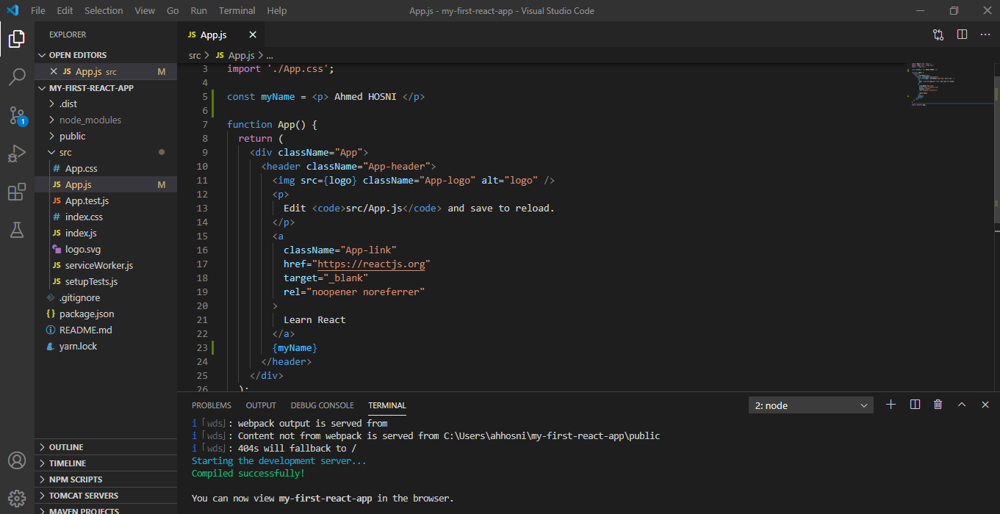 File Edit Selection View Go Run Terminal Help
App.js - my-first-react-app - Visual Studio Code
EXPLORER
OPEN EDITORS
JS App.js src M
MY-FIRST-REACT-APP
.dist
node_modules
public
src
# App.css
JS App.js M
JS App.test.js
# index.css
JS index.js
logo.svg
JS serviceWorker.js
JS setupTests.js
.gitignore
{} package.json
README.md
yarn.lock
OUTLINE
TIMELINE
NPM SCRIPTS
TOMCAT SERVERS
MAVEN PROJECTS
1
JS App.js
src > JS App.js > ...
3 import './App.css';
4
5 const myName = <p> Ahmed HOSNI </p>
6
7 function App() {
8 return (
9 <div className="App">
10 <header className="App-header">
11 <img src={logo} className="App-logo" alt="logo" />
12 <p>
13 Edit <code>src/App.js</code> and save to reload.
14 </p>
15 <a
16 className="App-link"
17 href="https://reactjs.org"
18 target="_blank"
19 rel="noopener noreferrer"
20 >
21 Learn React
22 </a>
23 {myName}
24 </header>
25 </div>
26 );
PROBLEMS OUTPUT DEBUG CONSOLE TERMINAL
2: node
i ｢wds｣: webpack output is served from
i ｢wds｣: Content not from webpack is served from C:\Users\ahhosni\my-first-react-app\public
i ｢wds｣: 404s will fallback to /
Starting the development server...
Compiled successfully!
You can now view my-first-react-app in the browser.